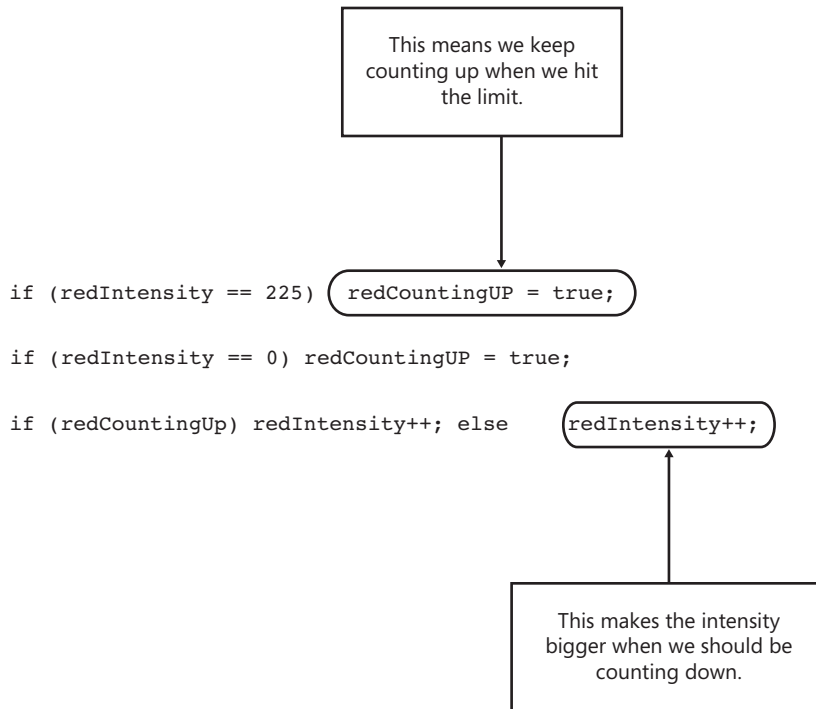 This means we keep
counting up when we hit
the limit.
if (redIntensity == 225) redCountingUP = true;
if (redIntensity == 0) redCountingUP = true;
if (redCountingUp) redIntensity++; else redIntensity++;
This makes the intensity
bigger when we should be
counting down.